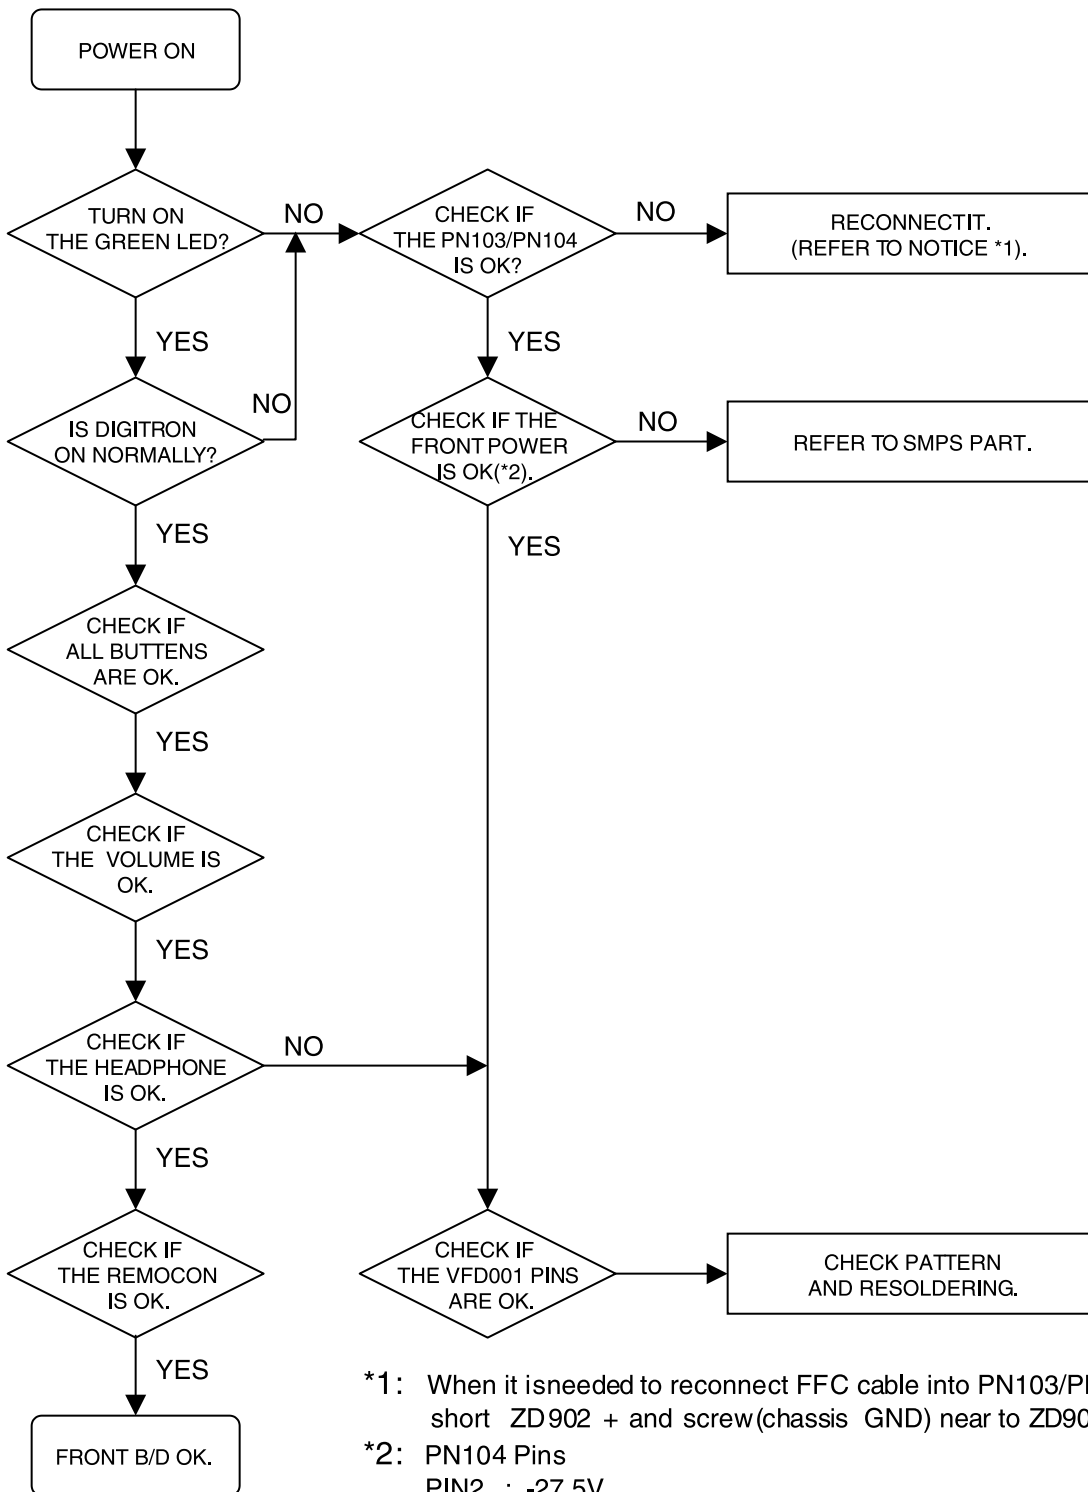 POWER ON
TURN ON
THE GREEN LED?
NO
CHECK IF
THE PN103/PN104
IS OK?
NO
RECONNECTIT.
(REFER TO NOTICE *1).
YES
YES
IS DIGITRON
ON NORMALLY?
NO
CHECK IF THE
FRONT POWER
IS OK(*2).
NO
REFER TO SMPS PART.
YES
YES
CHECK IF
ALL BUTTENS
ARE OK.
YES
CHECK IF
THE VOLUME IS
OK.
YES
CHECK IF
THE HEADPHONE
IS OK.
NO
YES
CHECK IF
THE REMOCON
IS OK.
CHECK IF
THE VFD001 PINS
ARE OK.
CHECK PATTERN
AND RESOLDERING.
YES
FRONT B/D OK.
*1: When it isneeded to reconnect FFC cable into PN103/
short ZD902 + and screw(chassis GND) near to
*2: PN104 Pins
PIN2 : -27.5V